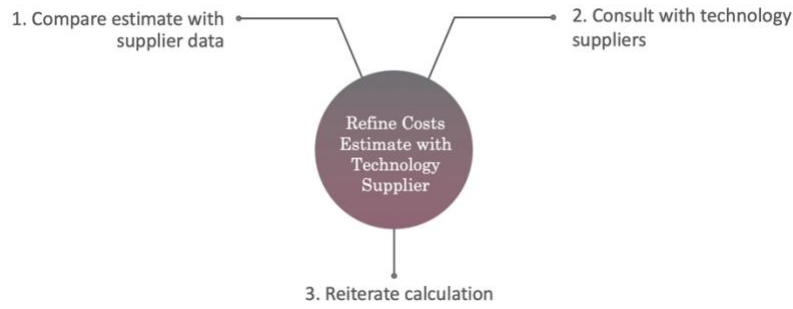 1. Compare estimate with
supplier data
2. Consult with technology
suppliers
Refine Costs
Estimate with
Technology
Supplier
3. Reiterate calculation